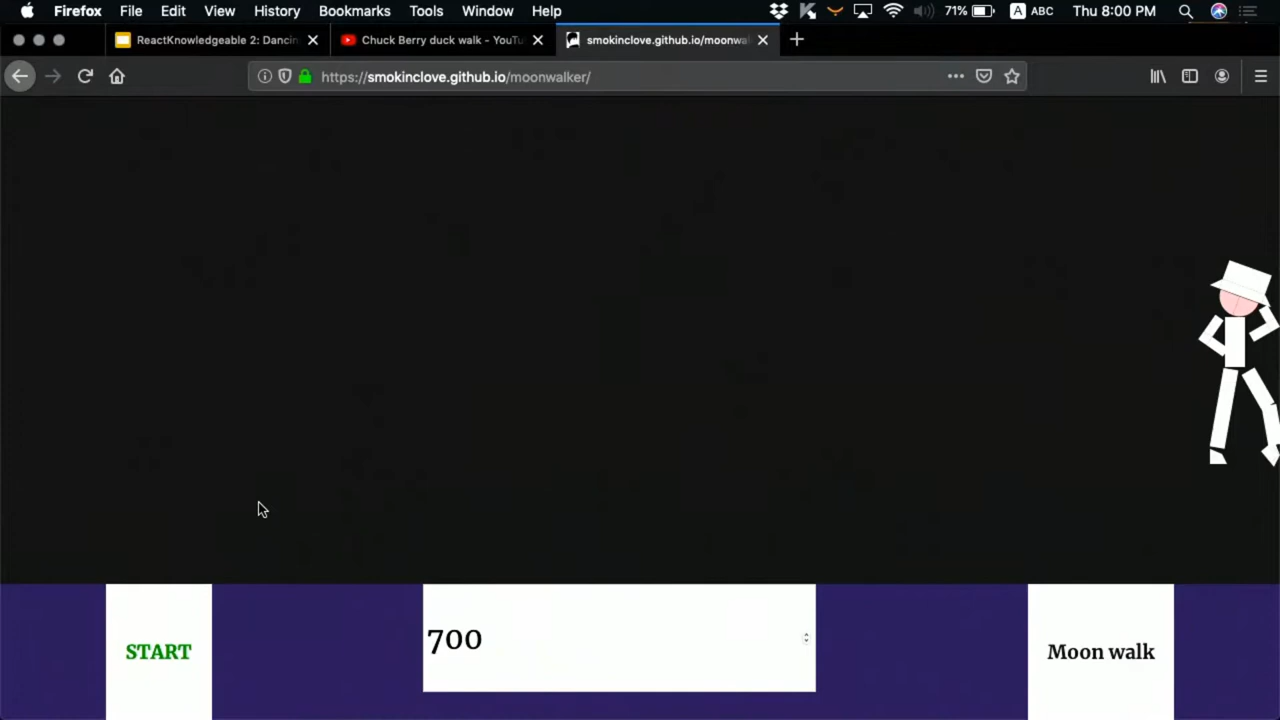 Firefox File Edit View History Bookmarks Tools Window Help 71% A ABC Thu 8:00 PM
ReactKnowledgeable 2: Dancin Chuck Berry duck walk - YouTu smokinclove.github.io/moonwa
https://smokinclove.github.io/moonwalker/
START
700
Moon walk